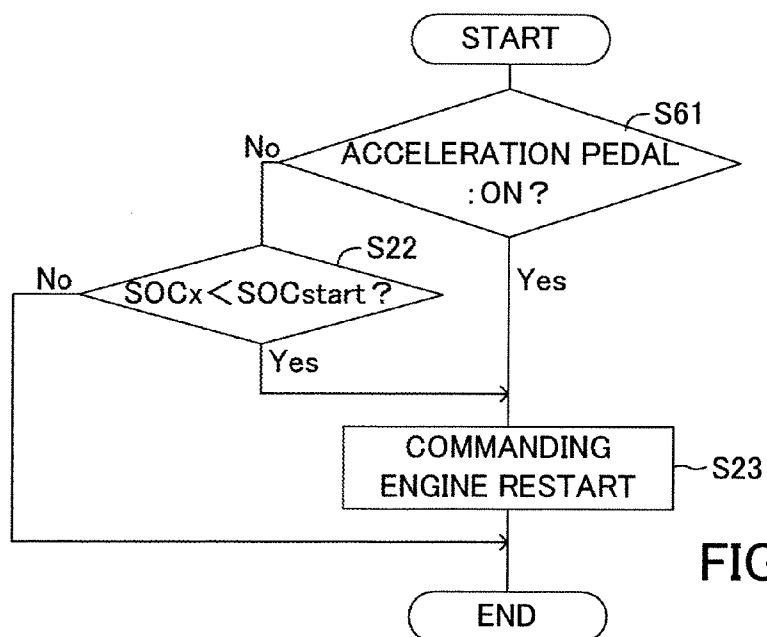 START
S61
No
ACCELERATION PEDAL
:ON?
S22
No
SOCx<SOCstart?
Yes
Yes
COMMANDING
ENGINE RESTART
S23
FIG
END